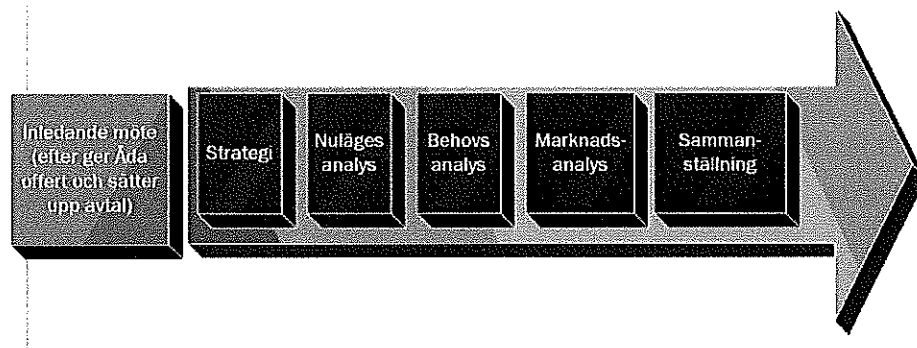 Inledande möte
(efter ger Åda
offert och sätter
upp avtal)
Strategi
Nuläges
analys
Behovs
analys
Marknads-
analys
Samman-
ställning